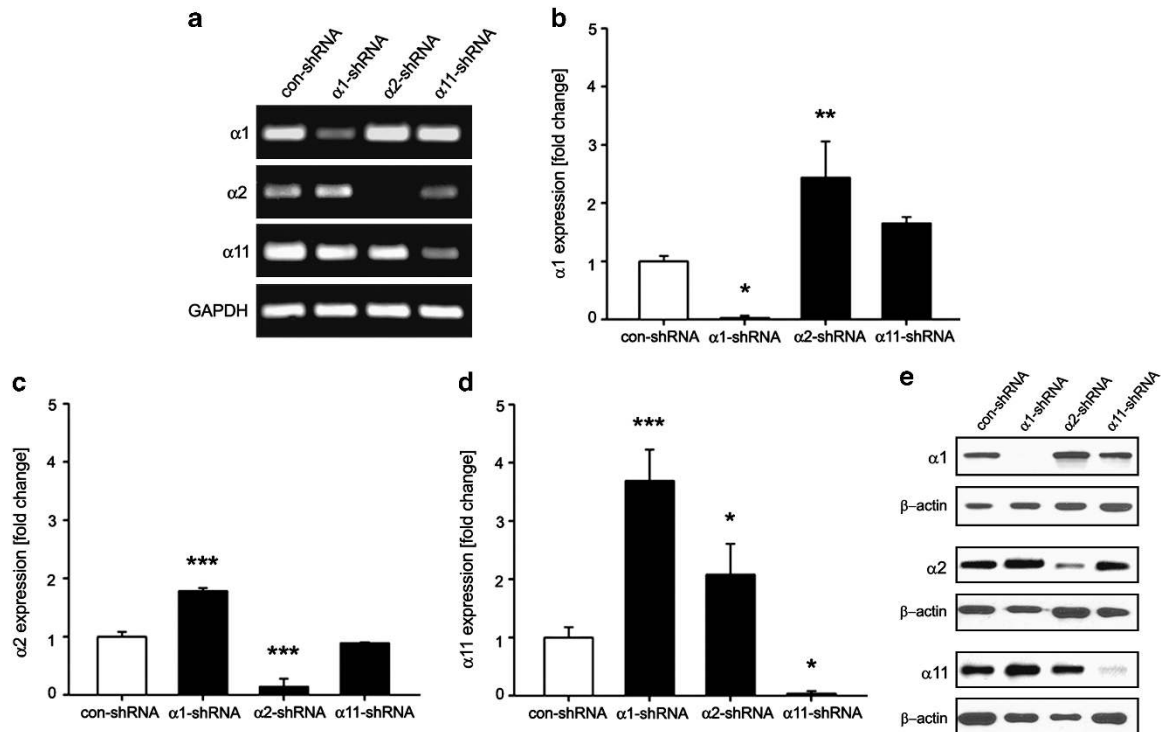 a
con-shRNA α1-shRNA α2-shRNA α11-shRNA
α1
α2
α11
GAPDH
b
α1 expression [fold change]
5
4
3
2
1
0
*
**
con-shRNA α1-shRNA α2-shRNA α11-shRNA
c
α2 expression [fold change]
5
4
3
2
1
0
***
***
con-shRNA α1-shRNA α2-shRNA α11-shRNA
d
α11 expression [fold change]
5
4
3
2
1
0
***
*
*
con-shRNA α1-shRNA α2-shRNA α11-shRNA
e
con-shRNA α1-shRNA α2-shRNA α11-shRNA
α1
β–actin
α2
β–actin
α11
β–actin